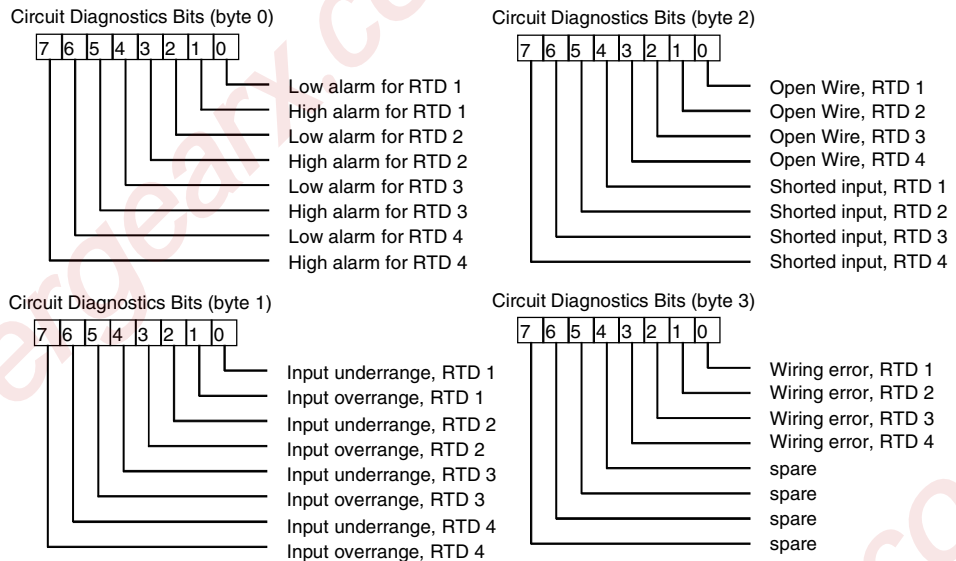 Circuit Diagnostics Bits (byte 0)
7 6 5 4 3 2 1 0
Low alarm for RTD 1
High alarm for RTD 1
Low alarm for RTD 2
High alarm for RTD 2
Low alarm for RTD 3
High alarm for RTD 3
Low alarm for RTD 4
High alarm for RTD 4
Circuit Diagnostics Bits (byte 2)
7 6 5 4 3 2 1 0
Open Wire, RTD 1
Open Wire, RTD 2
Open Wire, RTD 3
Open Wire, RTD 4
Shorted input, RTD 1
Shorted input, RTD 2
Shorted input, RTD 3
Shorted input, RTD 4
Circuit Diagnostics Bits (byte 1)
7 6 5 4 3 2 1 0
Input underrange, RTD 1
Input overrange, RTD 1
Input underrange, RTD 2
Input overrange, RTD 2
Input underrange, RTD 3
Input overrange, RTD 3
Input underrange, RTD 4
Input overrange, RTD 4
Circuit Diagnostics Bits (byte 3)
7 6 5 4 3 2 1 0
Wiring error, RTD 1
Wiring error, RTD 2
Wiring error, RTD 3
Wiring error, RTD 4
spare
spare
spare
spare